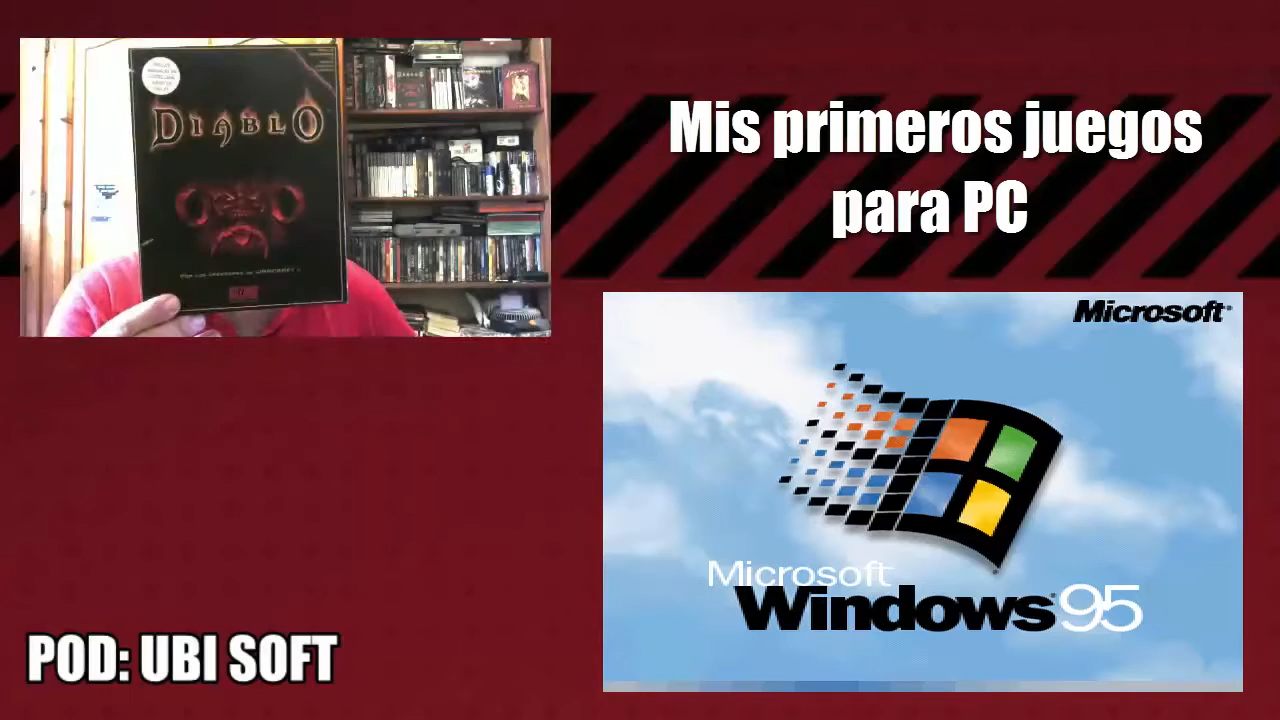 DIABLO
Mis primeros juegos
para PC
Microsoft
Microsoft
Windows 95
POD: UBI SOFT